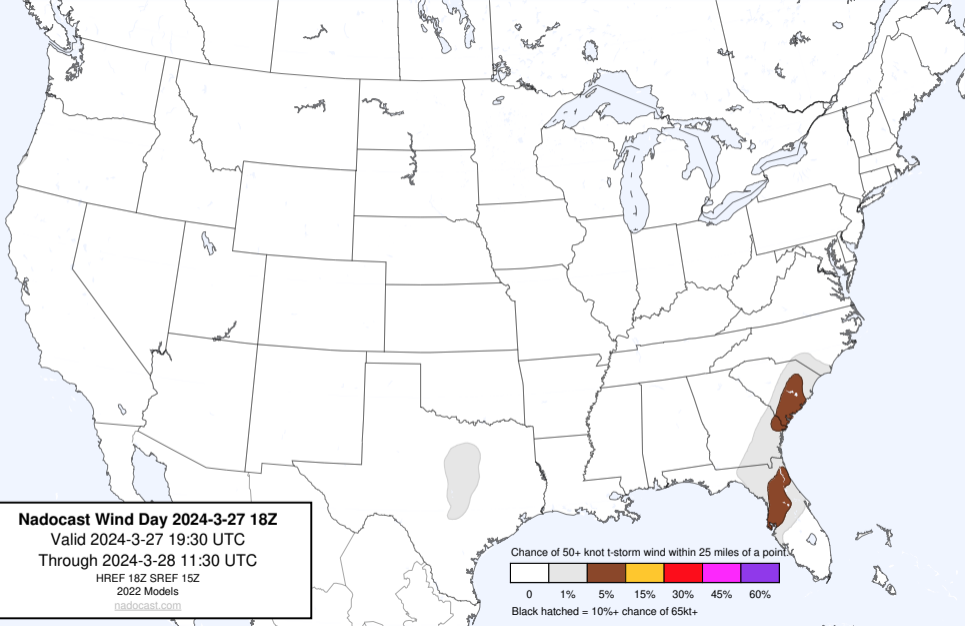 Nadocast Wind Day 2024-3-27 18Z
Valid 2024-3-27 19:30 UTC
Through 2024-3-28 11:30 UTC
HREF 18Z SREF 15Z
2022 Models
nadocast.com
Chance of 50+ knot t-storm wind within 25 miles of a point.
0 1% 5% 15% 30% 45% 60%
Black hatched = 10%+ chance of 65kt+